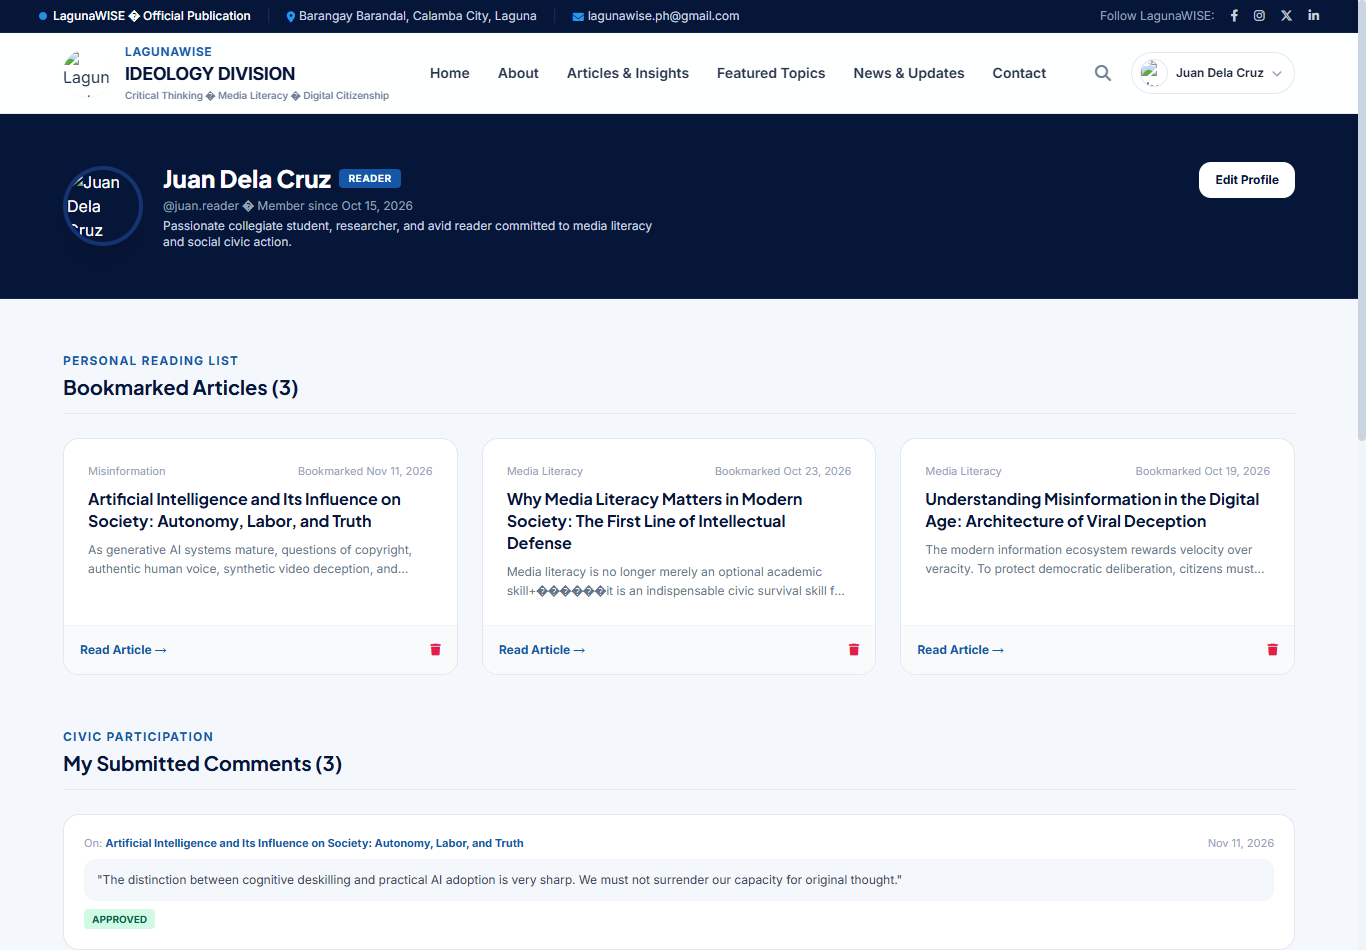 LagunaWISE � Official Publication
Barangay Barandal, Calamba City, Laguna
lagunawise.ph@gmail.com
Follow LagunaWISE:
Lagun
LAGUNAWISE
IDEOLOGY DIVISION
Critical Thinking � Media Literacy � Digital Citizenship
Home
About
Articles & Insights
Featured Topics
News & Updates
Contact
Juan Dela Cruz
Juan
Dela
Cruz
Juan Dela Cruz
READER
@juan.reader � Member since Oct 15, 2026
Passionate collegiate student, researcher, and avid reader committed to media literacy
and social civic action.
Edit Profile
PERSONAL READING LIST
Bookmarked Articles (3)
Misinformation
Bookmarked Nov 11, 2026
Artificial Intelligence and Its Influence on
Society: Autonomy, Labor, and Truth
As generative AI systems mature, questions of copyright,
authentic human voice, synthetic video deception, and...
Read Article →
Media Literacy
Bookmarked Oct 23, 2026
Why Media Literacy Matters in Modern
Society: The First Line of Intellectual
Defense
Media literacy is no longer merely an optional academic
skill+������it is an indispensable civic survival skill f...
Read Article →
Media Literacy
Bookmarked Oct 19, 2026
Understanding Misinformation in the Digital
Age: Architecture of Viral Deception
The modern information ecosystem rewards velocity over
veracity. To protect democratic deliberation, citizens must...
Read Article →
CIVIC PARTICIPATION
My Submitted Comments (3)
On: Artificial Intelligence and Its Influence on Society: Autonomy, Labor, and Truth
Nov 11, 2026
"The distinction between cognitive deskilling and practical AI adoption is very sharp. We must not surrender our capacity for original thought."
APPROVED